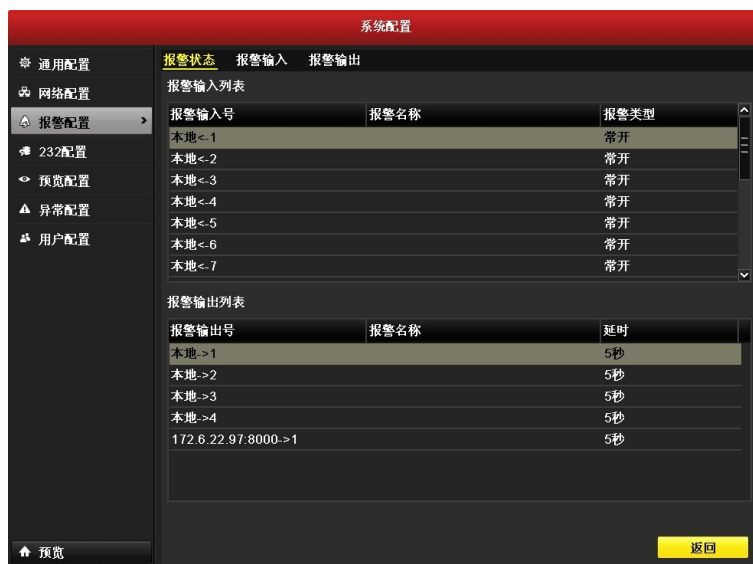 系统配置
通用配置
网络配置
报警配置
232配置
预览配置
异常配置
用户配置
预览
报警状态 报警输入 报警输出
报警输入列表
报警输入号 报警名称 报警类型
本地<-1 常开
本地<-2 常开
本地<-3 常开
本地<-4 常开
本地<-5 常开
本地<-6 常开
本地<-7 常开
报警输出列表
报警输出号 报警名称 延时
本地->1 5秒
本地->2 5秒
本地->3 5秒
本地->4 5秒
172.6.22.97:8000->1 5秒
返回